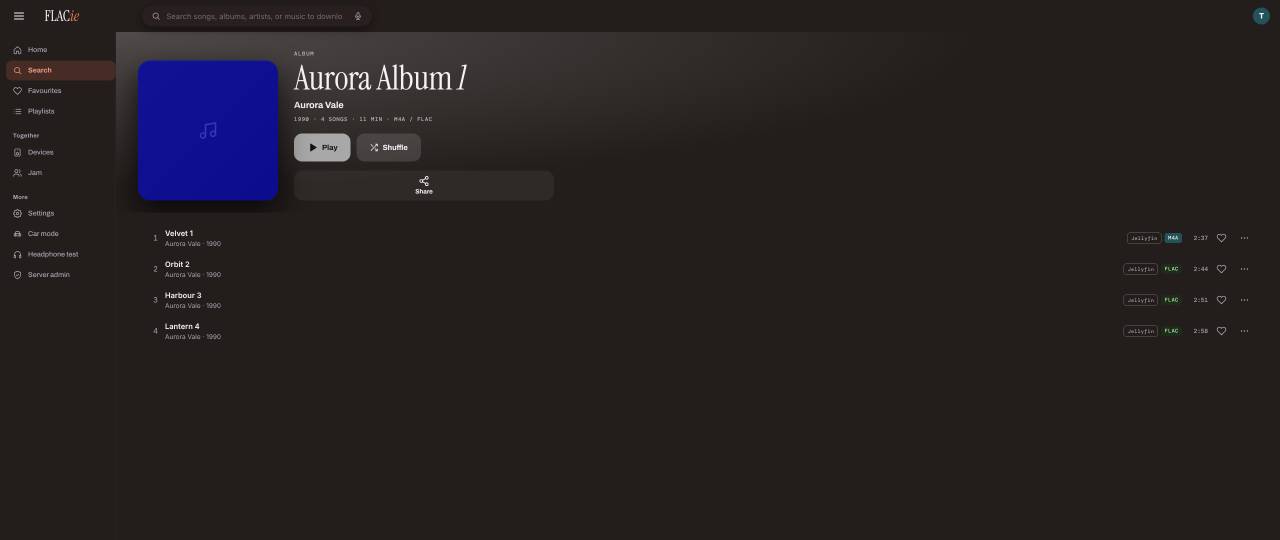 FLACie
Search songs, albums, artists, or music to downlo
T
Home
Search
Favourites
Playlists
Together
Devices
Jam
More
Settings
Car mode
Headphone test
Server admin
ALBUM
Aurora Album 1
Aurora Vale
1990 · 4 SONGS · 11 MIN · M4A / FLAC
Play
Shuffle
Share
1 Velvet 1 Jellyfin M4A 2:37
Aurora Vale · 1990
2 Orbit 2 Jellyfin FLAC 2:44
Aurora Vale · 1990
3 Harbour 3 Jellyfin FLAC 2:51
Aurora Vale · 1990
4 Lantern 4 Jellyfin FLAC 2:58
Aurora Vale · 1990